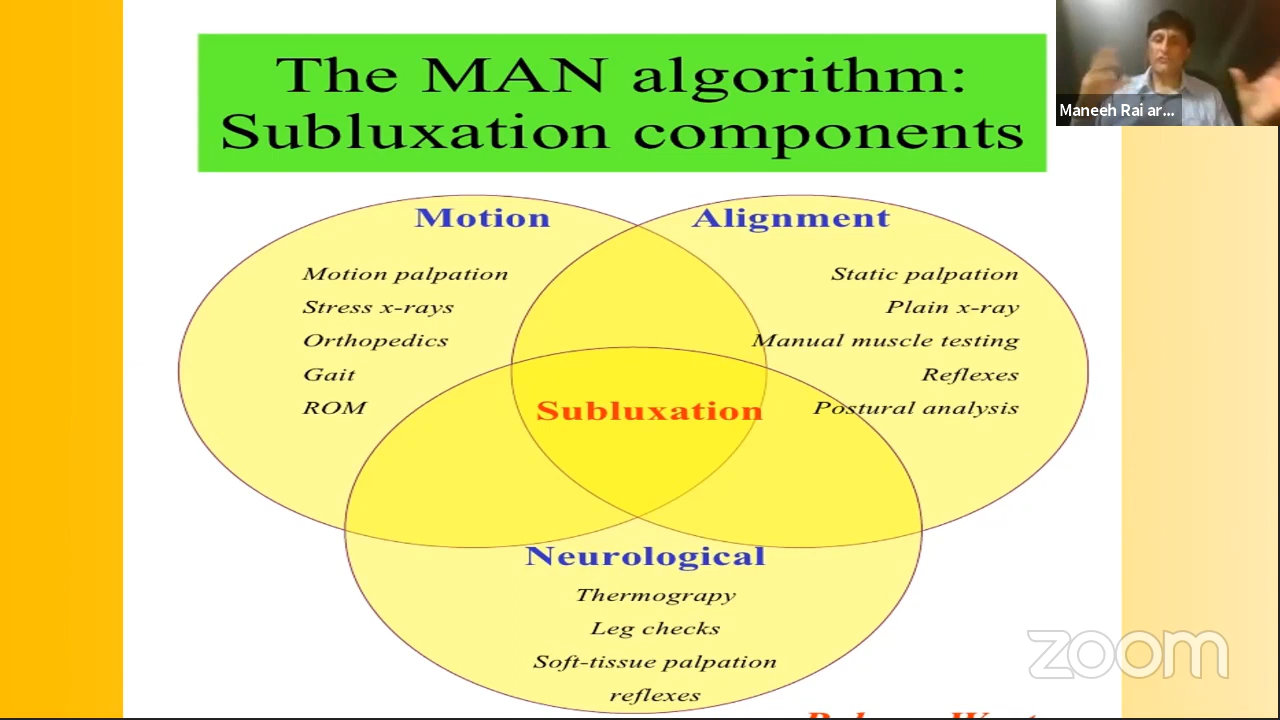 The MAN algorithm:
Subluxation components
Maneeh Rai ar...
Motion
Alignment
Motion palpation
Stress x-rays
Orthopedics
Gait
ROM
Static palpation
Plain x-ray
Manual muscle testing
Reflexes
Postural analysis
Subluxation
Neurological
Thermograpy
Leg checks
Soft-tissue palpation
reflexes
zoom